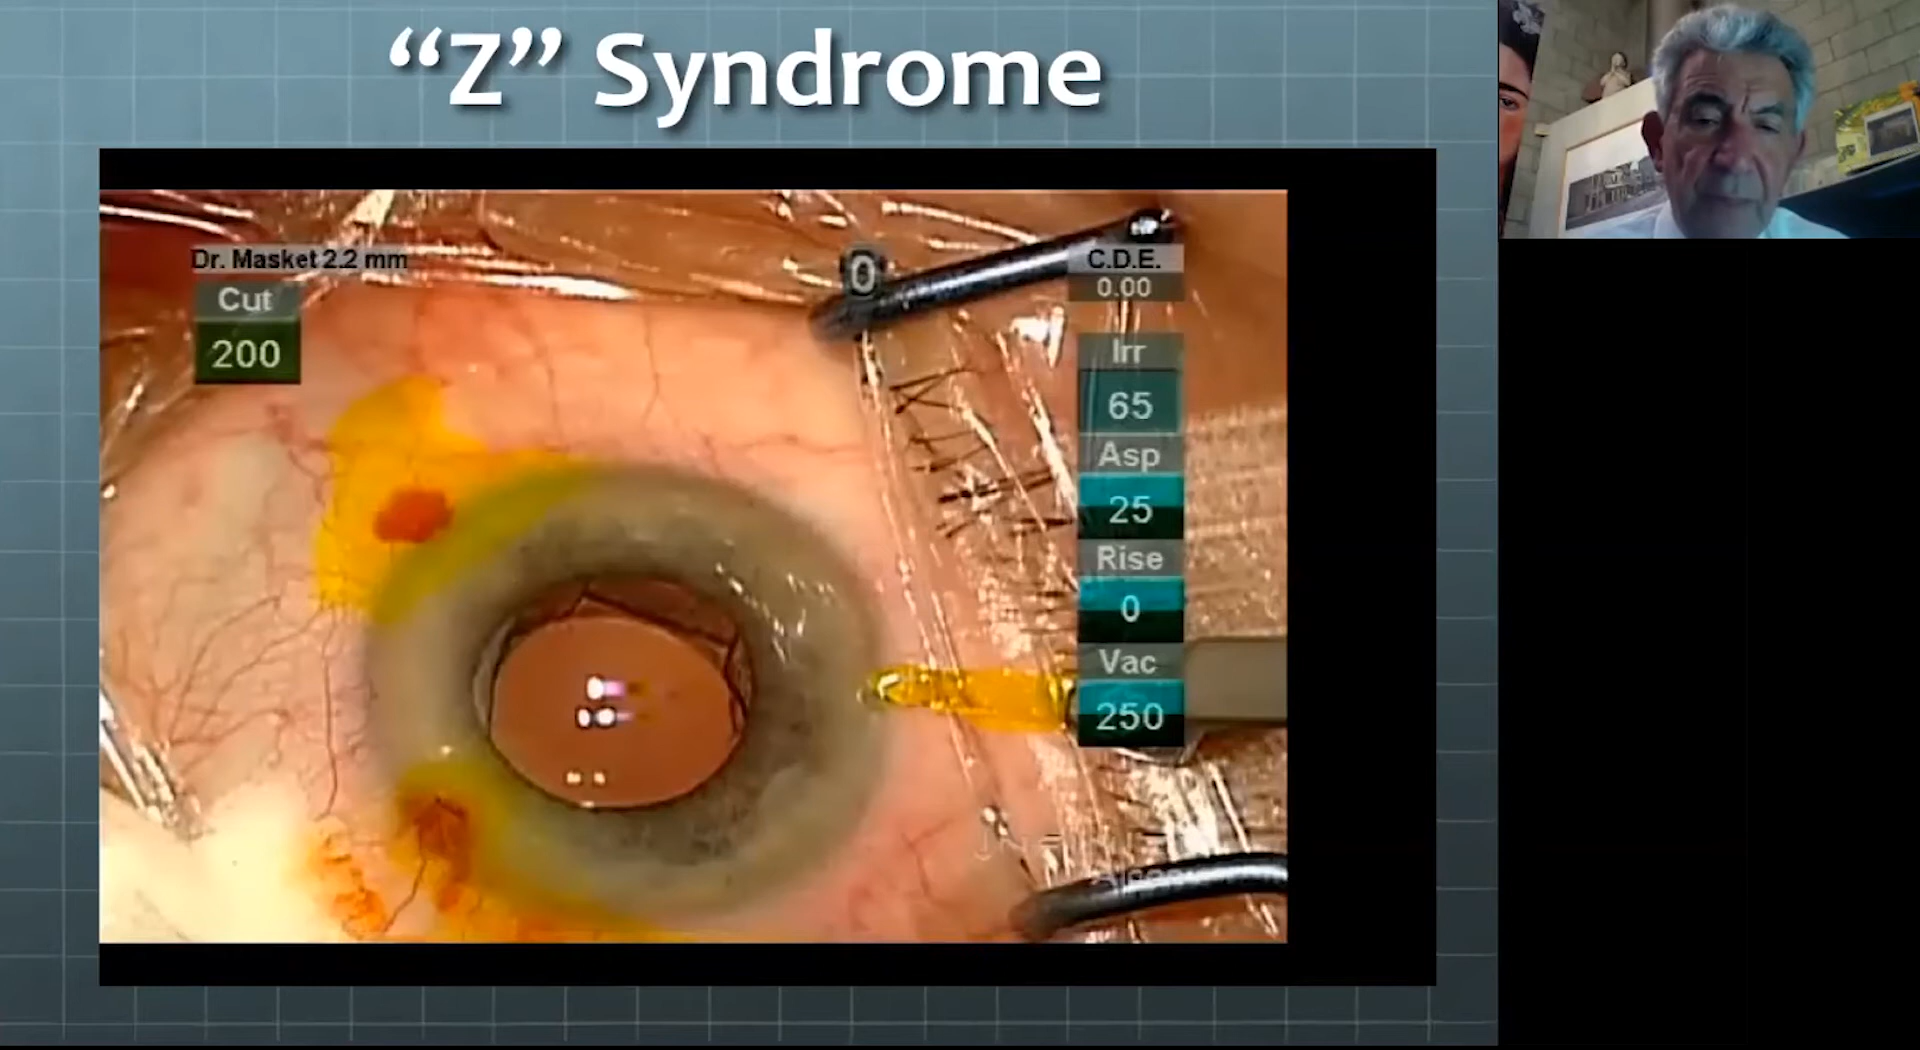 “Z” Syndrome
Dr. Masket 2.2 mm
Cut
200
0
C.D.E.
0.00
Irr
65
Asp
25
Rise
0
Vac
250